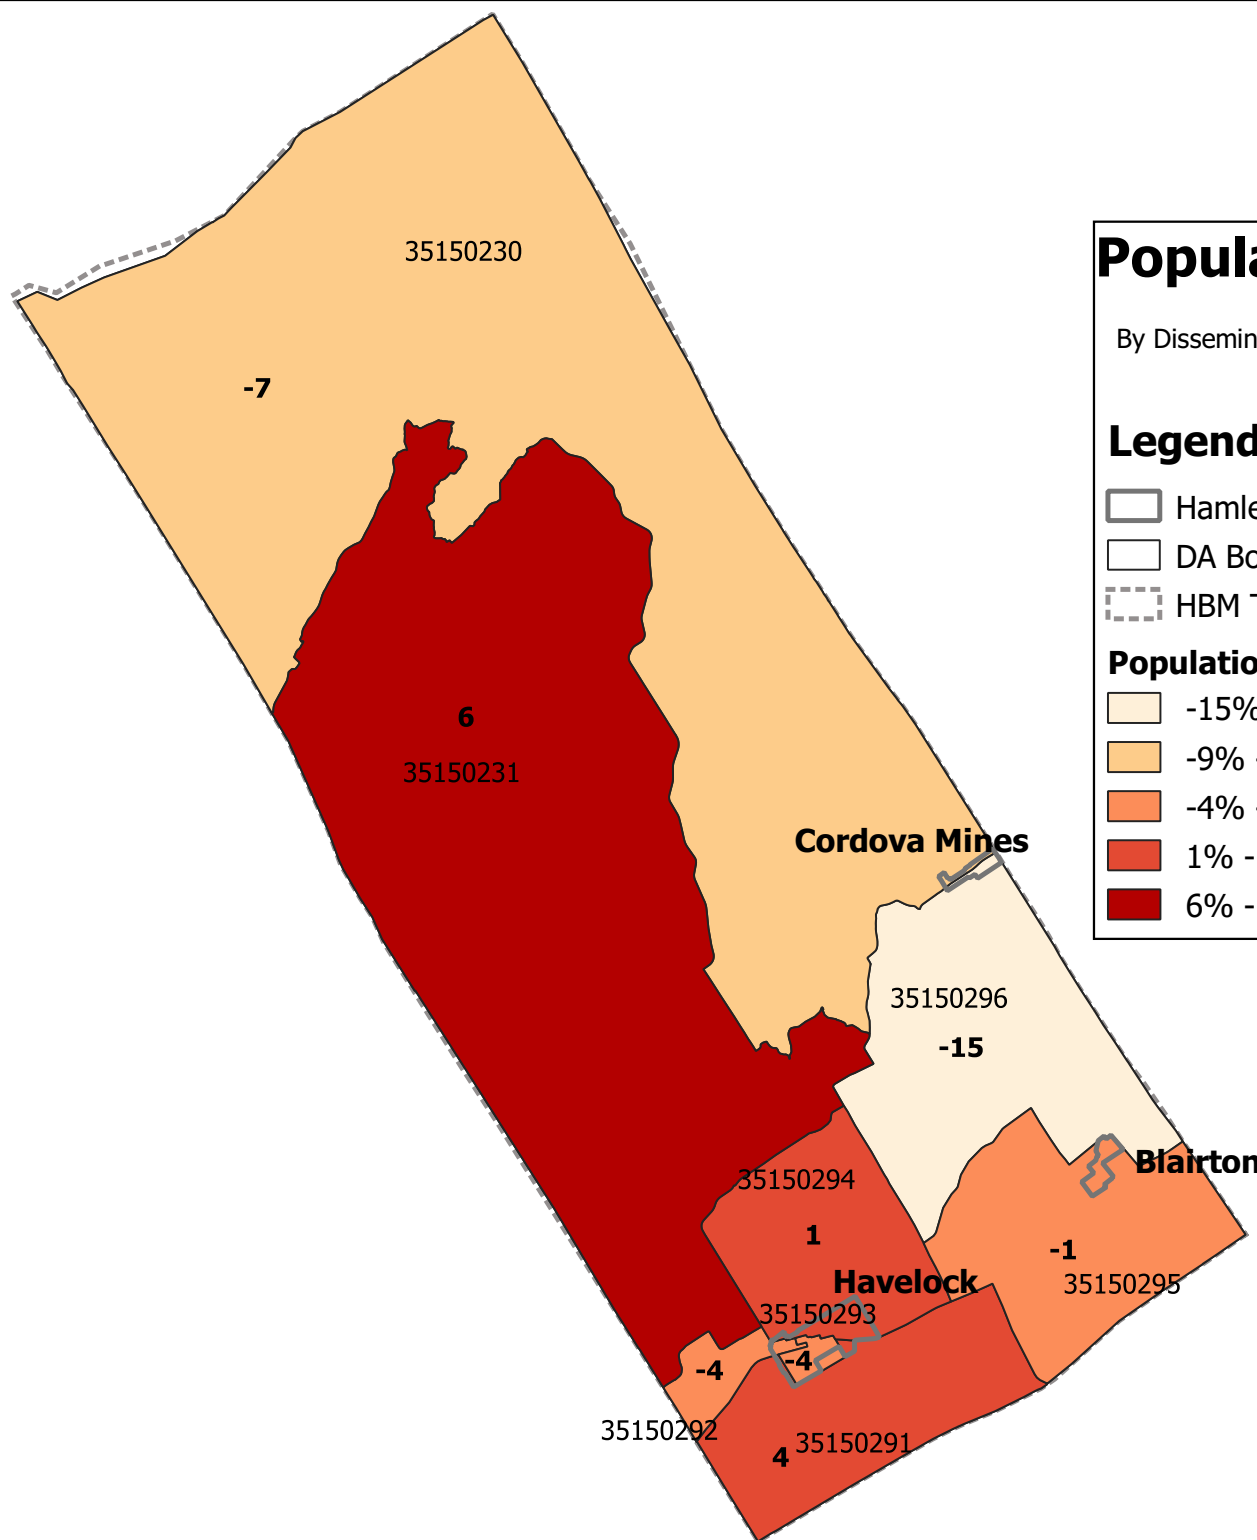 35150230
-7
6
35150231
Cordova Mines
35150296
-15
Blairton
35150294
1
-1
35150295
Havelock
35150293
-4
-4
35150292
35150291
4
Popula
By Dissemin
Legend
Hamle
DA Bo
HBM T
Populatio
-15%
-9% -
-4% -
1% -
6% -